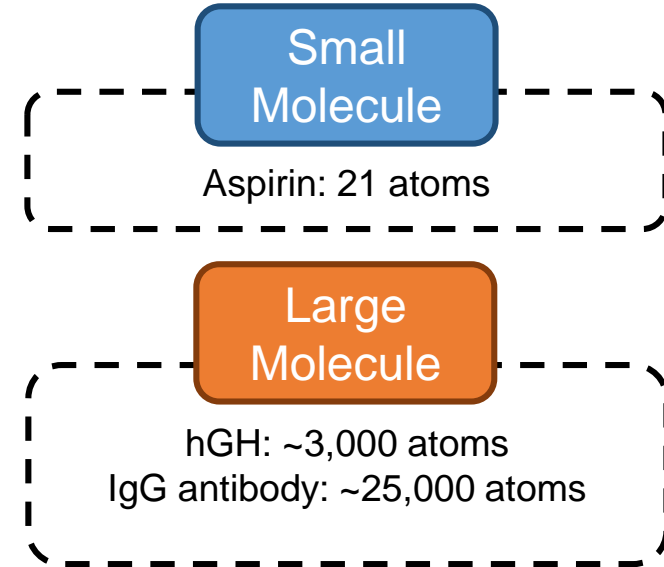 Small
Molecule
Aspirin: 21 atoms
Large
Molecule
hGH: ~3,000 atoms
IgG antibody: ~25,000 atoms